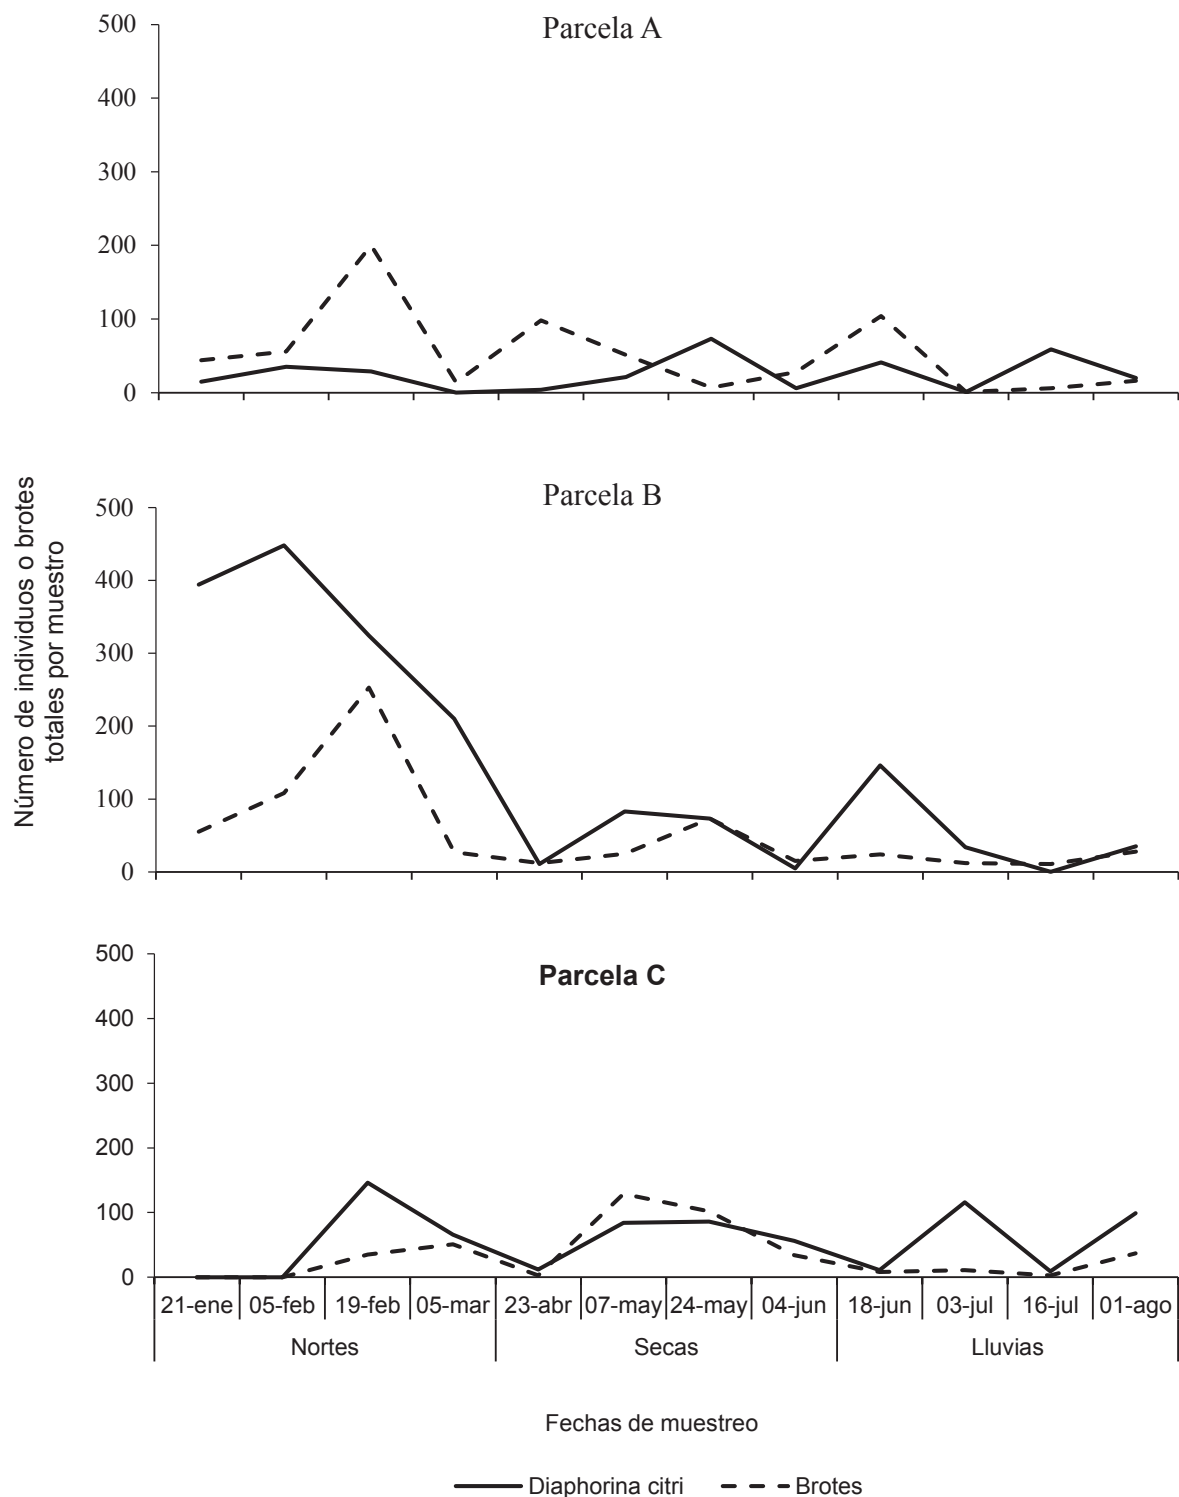 Parcela A
500
400
300
200
100
0
Número de individuos o brotes
totales por muestro
Parcela B
500
400
300
200
100
0
Parcela C
500
400
300
200
100
0
21-ene 05-feb 19-feb 05-mar 23-abr 07-may 24-may 04-jun 18-jun 03-jul 16-jul 01-ago
Nortes Secas Lluvias
Fechas de muestreo
Diaphorina citri Brotes